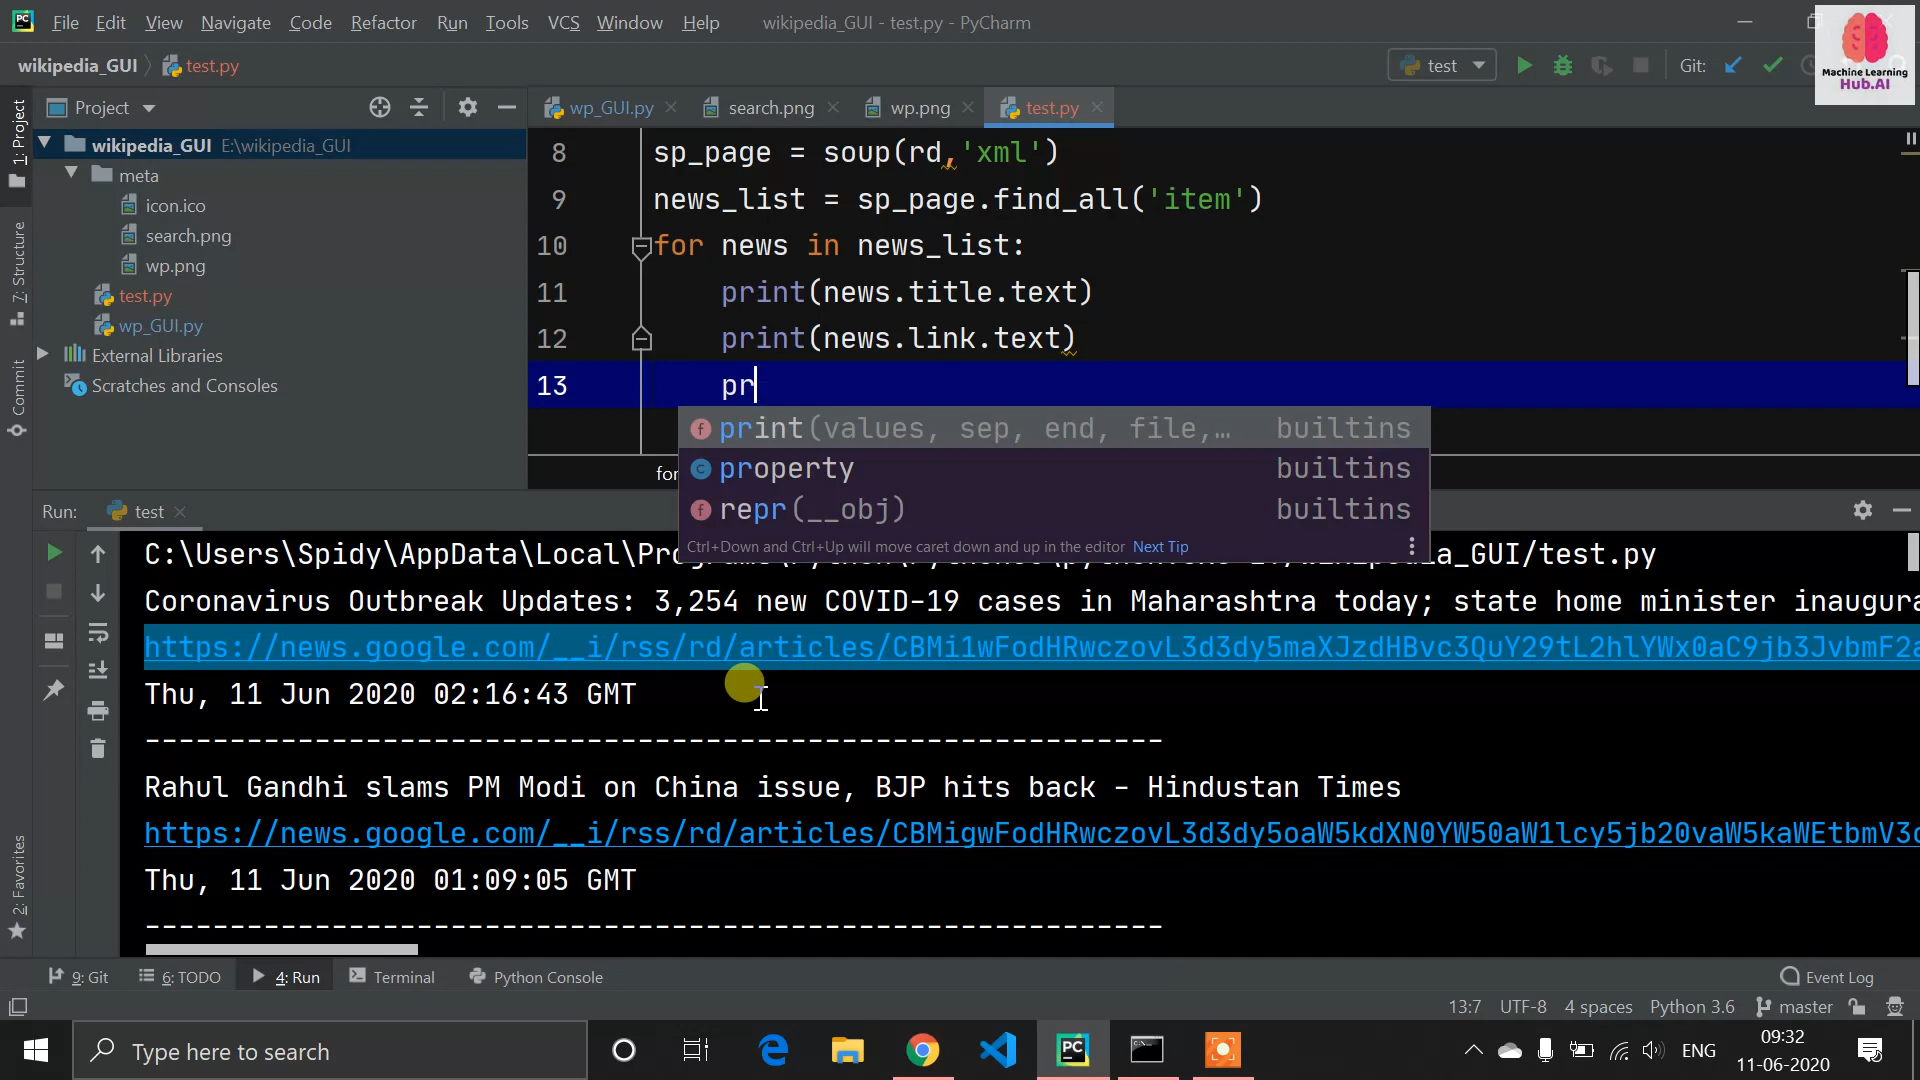 File Edit View Navigate Code Refactor Run Tools VCS Window Help wikipedia_GUI - test.py - PyCharm
Machine Learning
Hub.AI
wikipedia_GUI test.py
test Git:
Project wp_GUI.py search.png wp.png test.py
1: Project
7: Structure
Commit
2: Favorites
wikipedia_GUI E:\wikipedia_GUI
meta
icon.ico
search.png
wp.png
test.py
wp_GUI.py
External Libraries
Scratches and Consoles
8 sp_page = soup(rd,'xml')
9 news_list = sp_page.find_all('item')
10 for news in news_list:
11 print(news.title.text)
12 print(news.link.text)
13 pr
print(values, sep, end, file,… builtins
property builtins
repr(__obj) builtins
Ctrl+Down and Ctrl+Up will move caret down and up in the editor Next Tip
for
Run: test
C:\Users\Spidy\AppData\Local\Pro a_GUI/test.py
Coronavirus Outbreak Updates: 3,254 new COVID-19 cases in Maharashtra today; state home minister inaugura
https://news.google.com/__i/rss/rd/articles/CBMi1wFodHRwczovL3d3dy5maXJzdHBvc3QuY29tL2hlYWx0aC9jb3JvbmF2a
Thu, 11 Jun 2020 02:16:43 GMT
------------------------------------------------------------
Rahul Gandhi slams PM Modi on China issue, BJP hits back - Hindustan Times
https://news.google.com/__i/rss/rd/articles/CBMigwFodHRwczovL3d3dy5oaW5kdXN0YW50aW1lcy5jb20vaW5kaWEtbmV3c
Thu, 11 Jun 2020 01:09:05 GMT
------------------------------------------------------------
9: Git 6: TODO 4: Run Terminal Python Console Event Log
13:7 UTF-8 4 spaces Python 3.6 master
Type here to search
ENG
09:32
11-06-2020